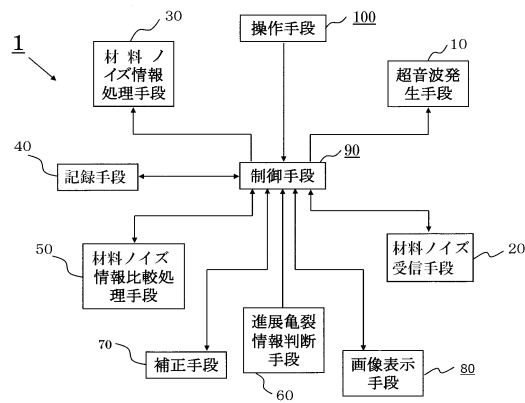 1
30
材料ノ
イズ情報
処理手段
操作手段
100
10
超音波発
生手段
40
記録手段
制御手段
90
50
材料ノイズ
情報比較処
理手段
材料ノイズ
受信手段
20
70
補正手段
進展亀裂
情報判断
手段
60
画像表示
手段
80